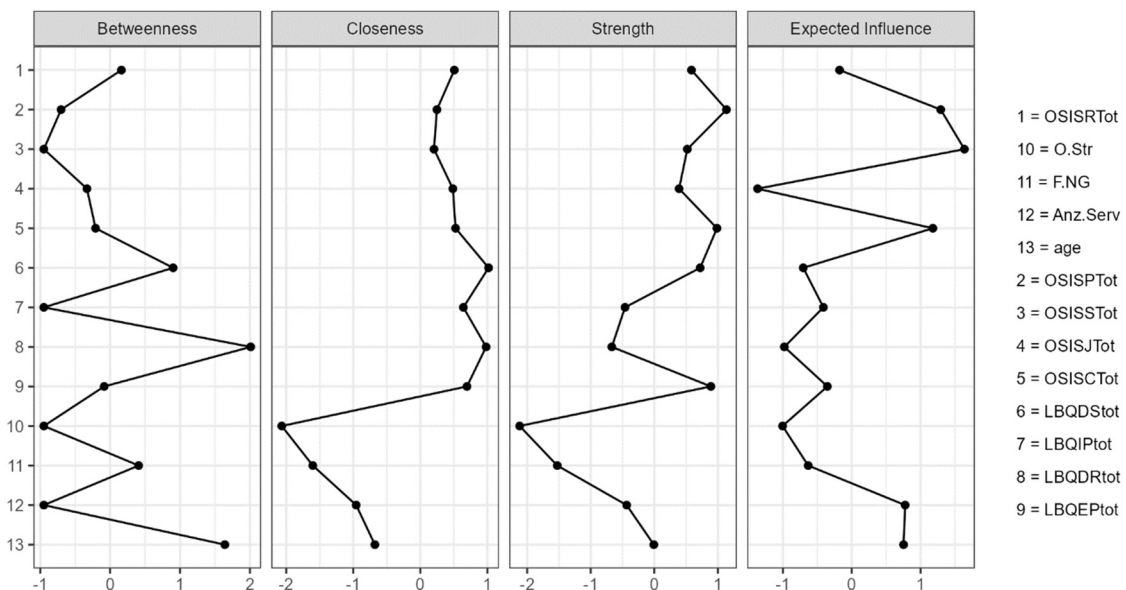 Betweenness Closeness Strength Expected Influence
1
2
3
4
5
6
7
8
9
10
11
12
13
-1 0 1 2 -2 -1 0 1 -2 -1 0 1 -1 0 1
1 = OSISRTot
10 = O.Str
11 = F.NG
12 = Anz.Serv
13 = age
2 = OSISPTot
3 = OSISSTot
4 = OSISJTot
5 = OSISCTot
6 = LBQDStot
7 = LBQIPtot
8 = LBQDRtot
9 = LBQEPtot